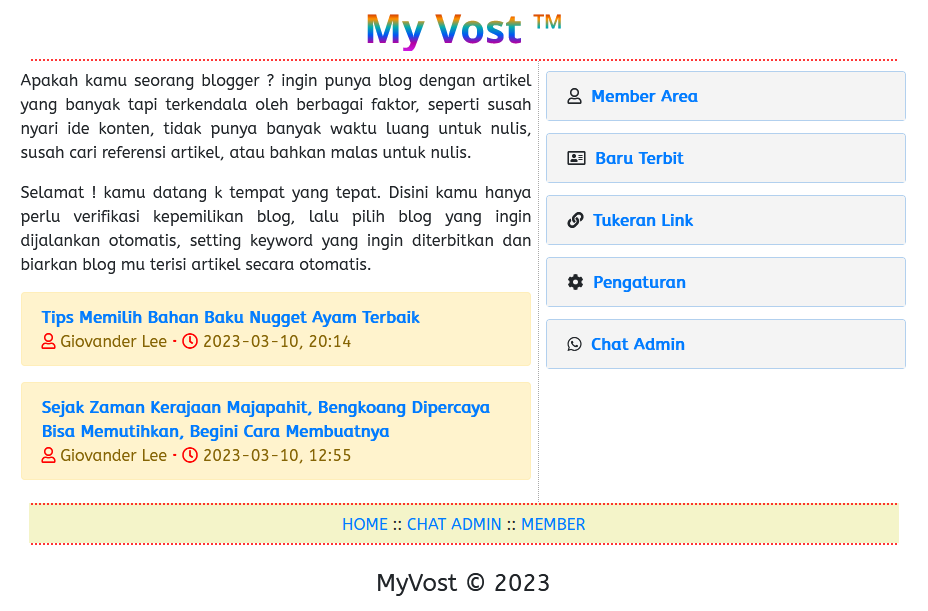 My Vost ™
Apakah kamu seorang blogger ? ingin punya blog dengan artikel
yang banyak tapi terkendala oleh berbagai faktor, seperti susah
nyari ide konten, tidak punya banyak waktu luang untuk nulis,
susah cari referensi artikel, atau bahkan malas untuk nulis.
Selamat ! kamu datang k tempat yang tepat. Disini kamu hanya
perlu verifikasi kepemilikan blog, lalu pilih blog yang ingin
dijalankan otomatis, setting keyword yang ingin diterbitkan dan
biarkan blog mu terisi artikel secara otomatis.
Tips Memilih Bahan Baku Nugget Ayam Terbaik
Giovander Lee · 2023-03-10, 20:14
Sejak Zaman Kerajaan Majapahit, Bengkoang Dipercaya
Bisa Memutihkan, Begini Cara Membuatnya
Giovander Lee · 2023-03-10, 12:55
Member Area
Baru Terbit
Tukeran Link
Pengaturan
Chat Admin
HOME :: CHAT ADMIN :: MEMBER
MyVost © 2023